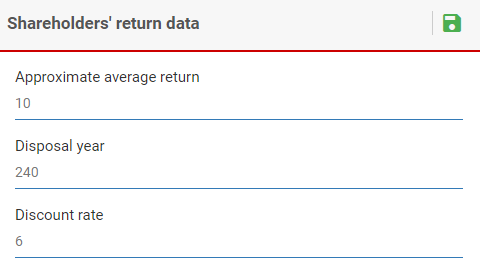 Shareholders' return data
Approximate average return
10
Disposal year
240
Discount rate
6